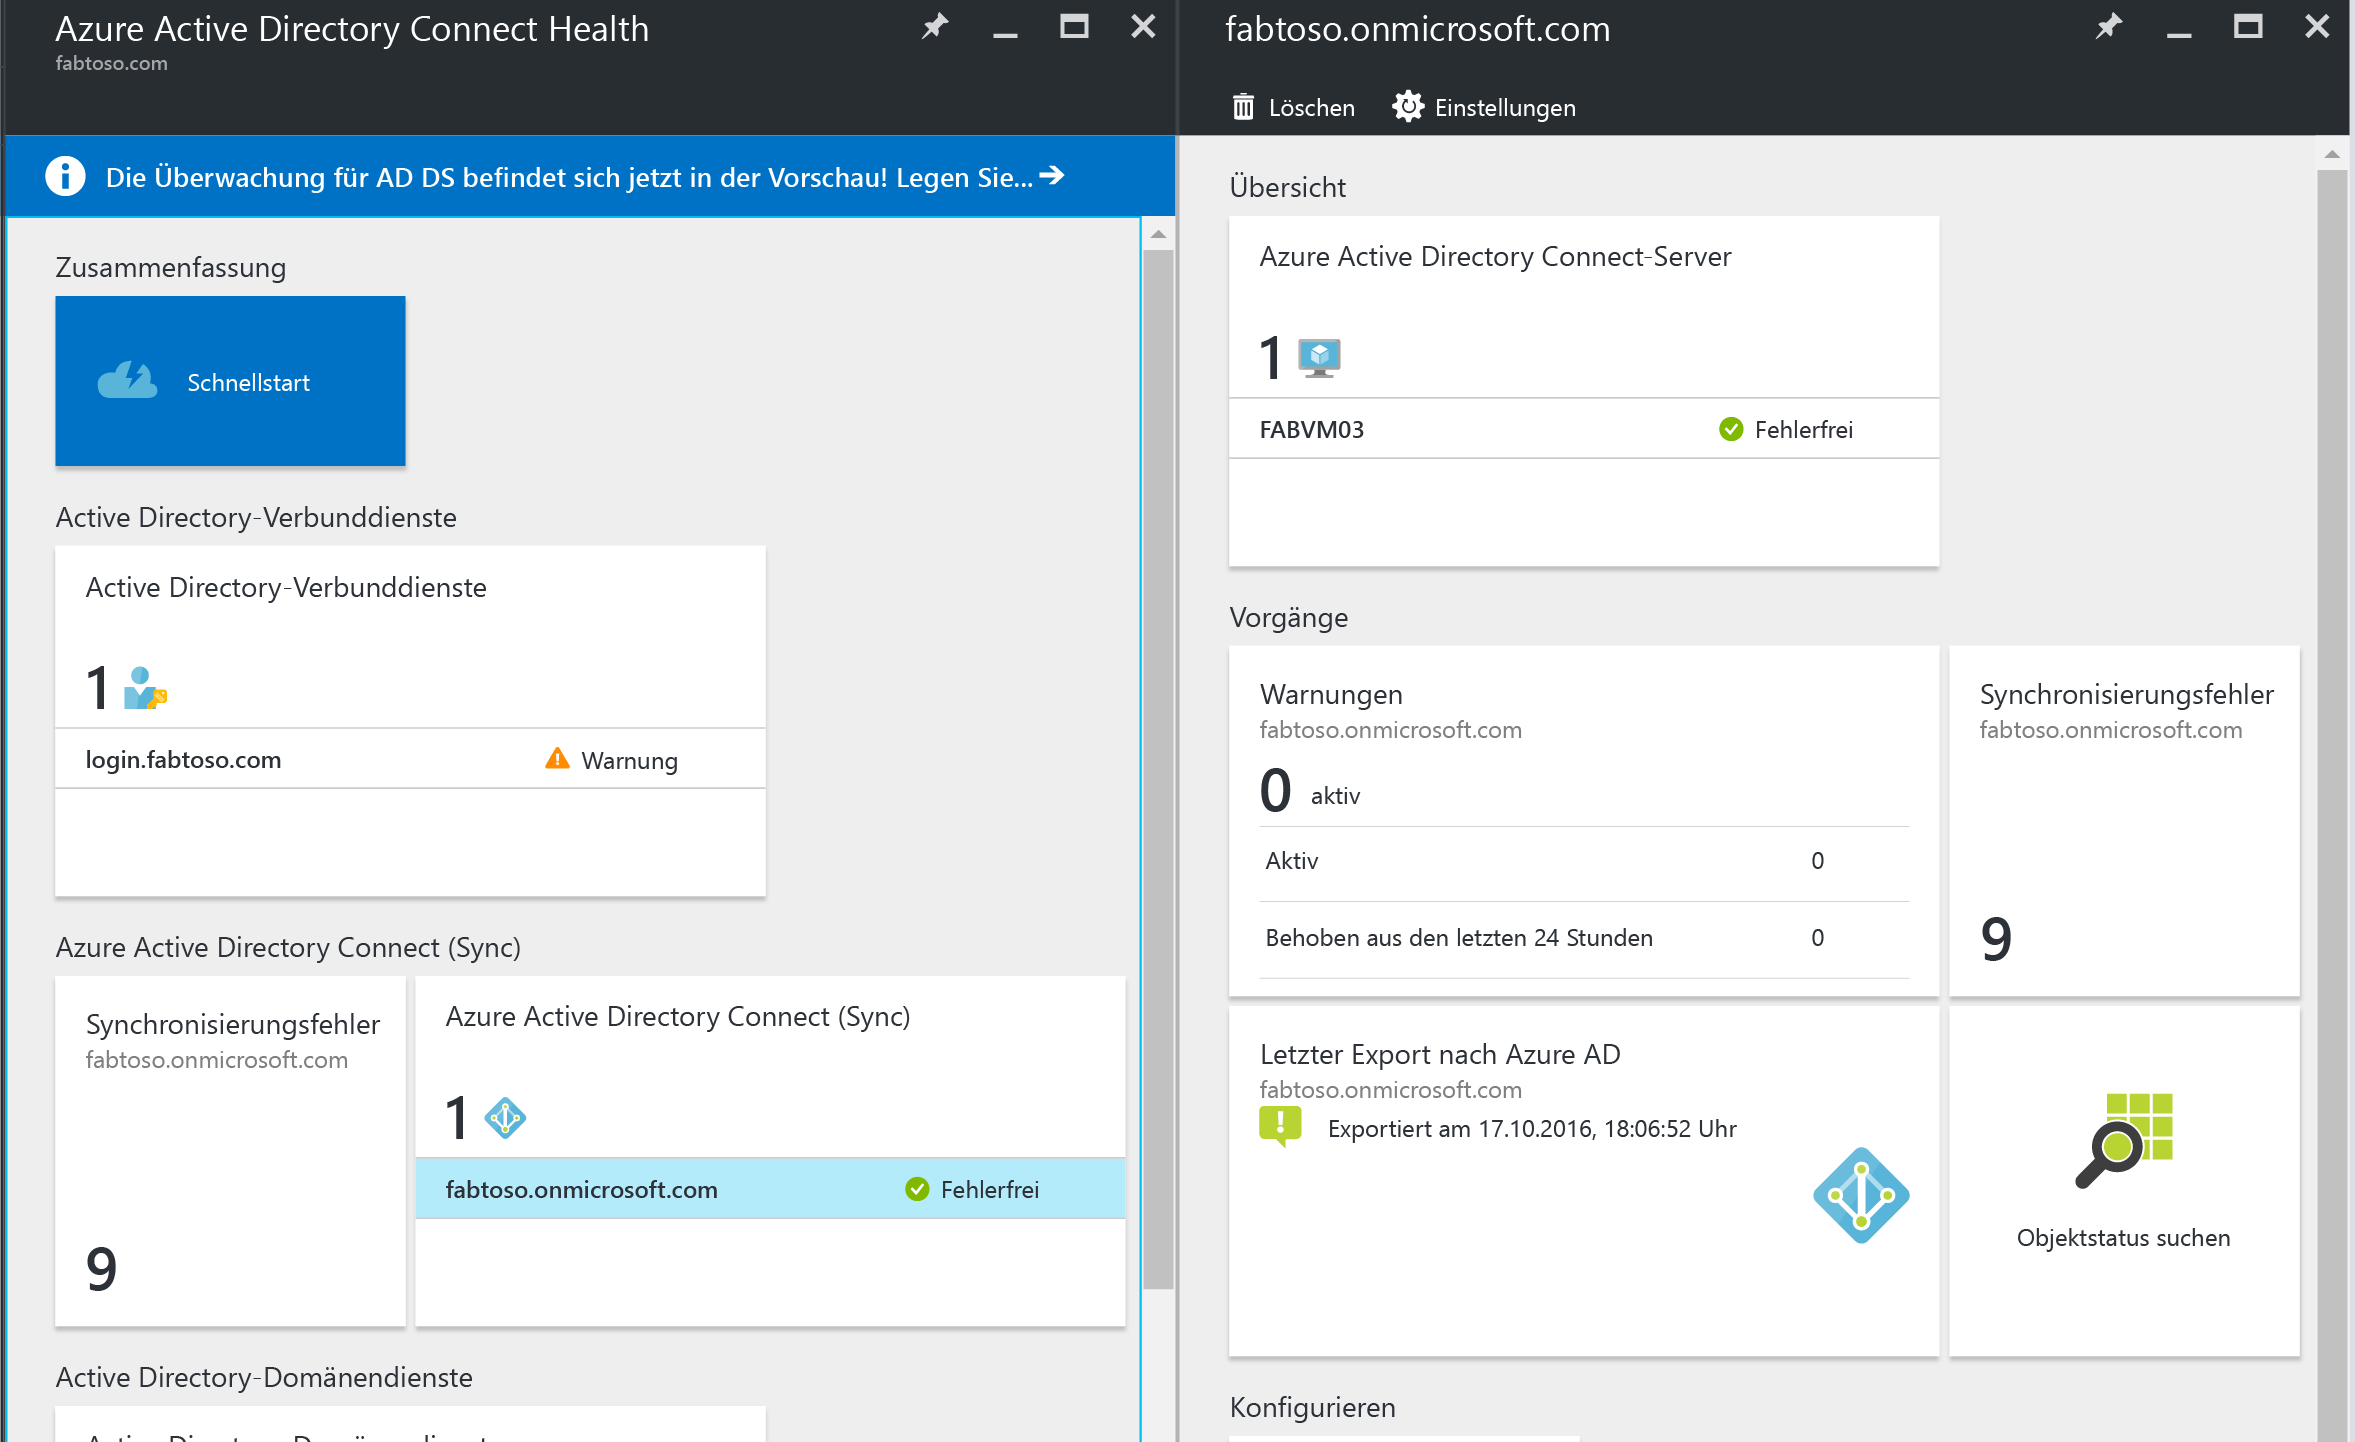 Azure Active Directory Connect Health
fabtoso.com
Die Überwachung für AD DS befindet sich jetzt in der Vorschau! Legen Sie...
Zusammenfassung
Schnellstart
Active Directory-Verbunddienste
Active Directory-Verbunddienste
1
login.fabtoso.com Warnung
Azure Active Directory Connect (Sync)
Synchronisierungsfehler
fabtoso.onmicrosoft.com
9
Azure Active Directory Connect (Sync)
1
fabtoso.onmicrosoft.com Fehlerfrei
Active Directory-Domänendienste
Active Directory-Domänendienste
fabtoso.onmicrosoft.com
Löschen Einstellungen
Übersicht
Azure Active Directory Connect-Server
1
FABVM03 Fehlerfrei
Vorgänge
Warnungen
fabtoso.onmicrosoft.com
0 aktiv
Aktiv 0
Behoben aus den letzten 24 Stunden 0
Synchronisierungsfehler
fabtoso.onmicrosoft.com
9
Letzter Export nach Azure AD
fabtoso.onmicrosoft.com
Exportiert am 17.10.2016, 18:06:52 Uhr
Objektstatus suchen
Konfigurieren